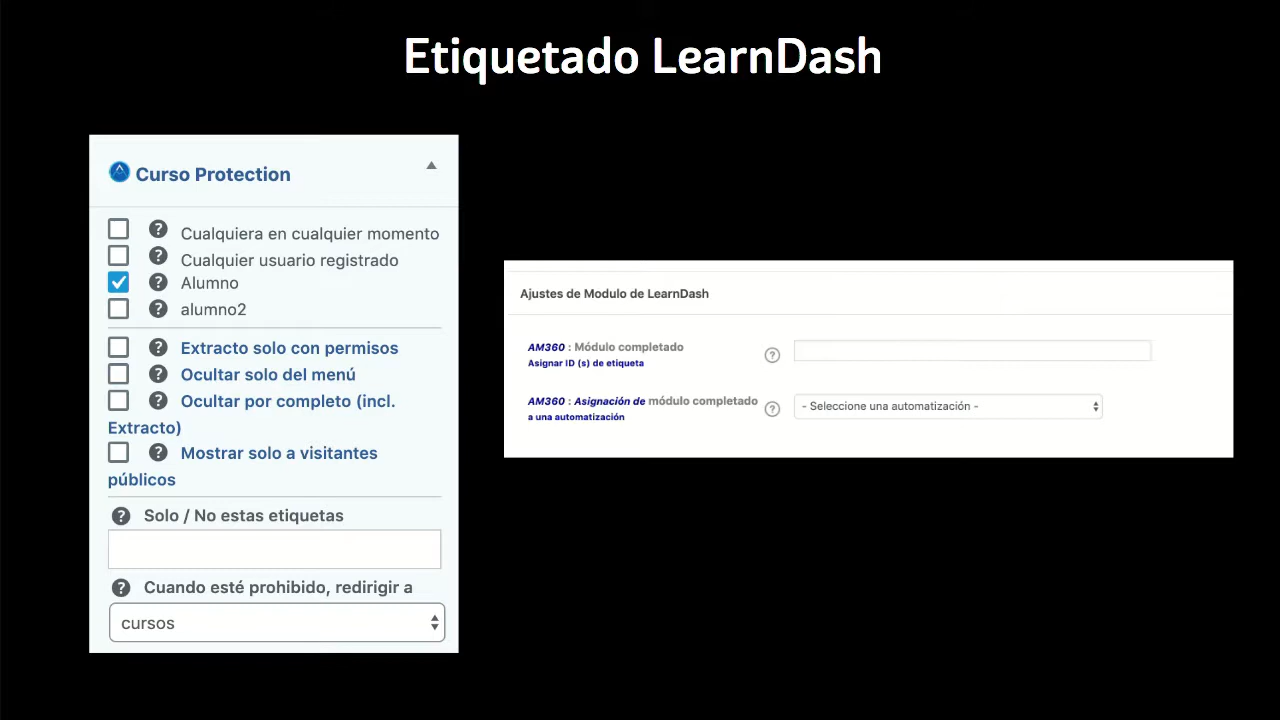 Etiquetado LearnDash
Curso Protection
Cualquiera en cualquier momento
Cualquier usuario registrado
Alumno
alumno2
Extracto solo con permisos
Ocultar solo del menú
Ocultar por completo (incl.
Extracto)
Mostrar solo a visitantes
públicos
Solo / No estas etiquetas
Cuando esté prohibido, redirigir a
cursos
Ajustes de Modulo de LearnDash
AM360 : Módulo completado
Asignar ID (s) de etiqueta
AM360 : Asignación de módulo completado
a una automatización
- Seleccione una automatización -